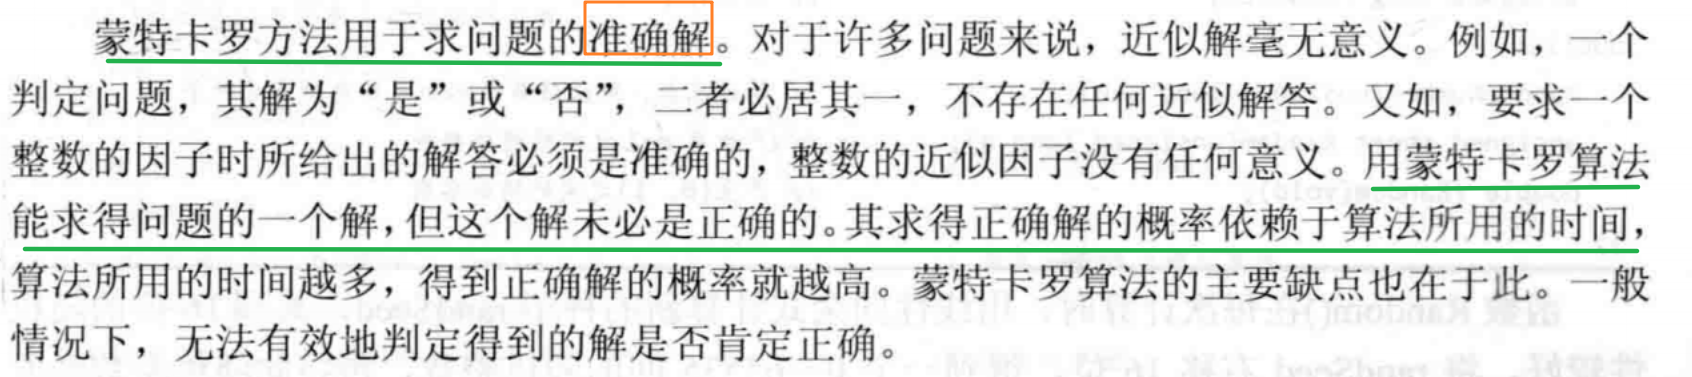 蒙特卡罗方法用于求问题的准确解。对于许多问题来说，近似解毫无意义。例如，一个
判定问题，其解为“是”或“否”，二者必居其一，不存在任何近似解答。又如，要求一个
整数的因子时所给出的解答必须是准确的，整数的近似因子没有任何意义。用蒙特卡罗算法
能求得问题的一个解，但这个解未必是正确的。其求得正确解的概率依赖于算法所用的时间，
算法所用的时间越多，得到正确解的概率就越高。蒙特卡罗算法的主要缺点也在于此。一般
情况下，无法有效地判定得到的解是否肯定正确。